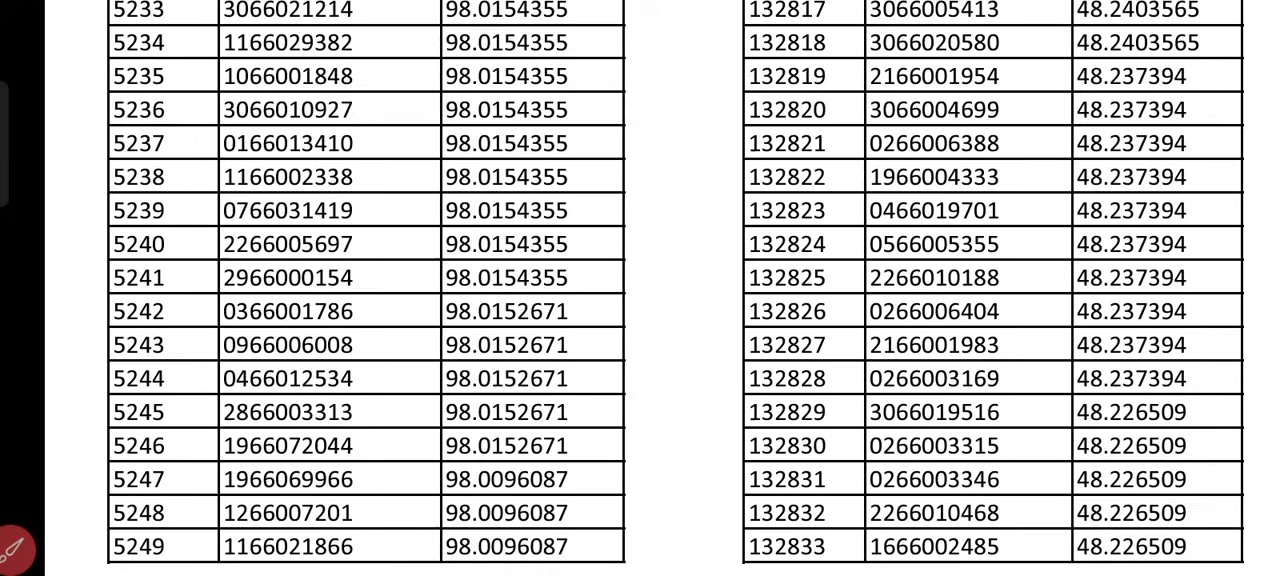 5233 3066021214 98.0154355 132817 3066005413 48.2403565
5234 1166029382 98.0154355 132818 3066020580 48.2403565
5235 1066001848 98.0154355 132819 2166001954 48.237394
5236 3066010927 98.0154355 132820 3066004699 48.237394
5237 0166013410 98.0154355 132821 0266006388 48.237394
5238 1166002338 98.0154355 132822 1966004333 48.237394
5239 0766031419 98.0154355 132823 0466019701 48.237394
5240 2266005697 98.0154355 132824 0566005355 48.237394
5241 2966000154 98.0154355 132825 2266010188 48.237394
5242 0366001786 98.0152671 132826 0266006404 48.237394
5243 0966006008 98.0152671 132827 2166001983 48.237394
5244 0466012534 98.0152671 132828 0266003169 48.237394
5245 2866003313 98.0152671 132829 3066019516 48.226509
5246 1966072044 98.0152671 132830 0266003315 48.226509
5247 1966069966 98.0096087 132831 0266003346 48.226509
5248 1266007201 98.0096087 132832 2266010468 48.226509
5249 1166021866 98.0096087 132833 1666002485 48.226509